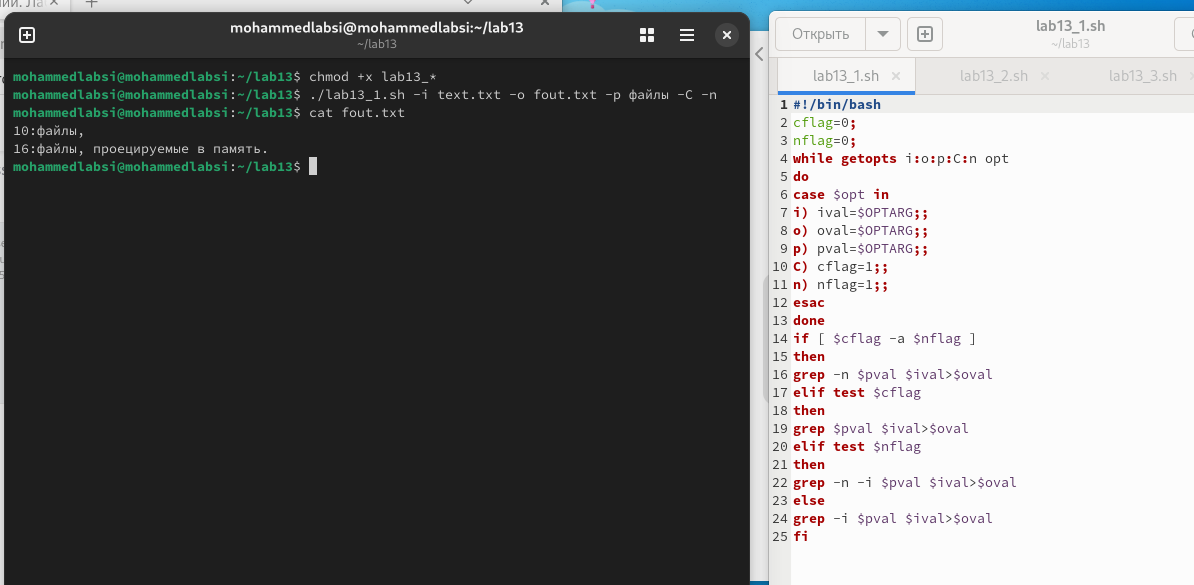 ий. Ла
mohammedlabsi@mohammedlabsi:~/lab13
~/lab13
mohammedlabsi@mohammedlabsi:~/lab13$ chmod +x lab13_*
mohammedlabsi@mohammedlabsi:~/lab13$ ./lab13_1.sh -i text.txt -o fout.txt -p файлы -C -n
mohammedlabsi@mohammedlabsi:~/lab13$ cat fout.txt
10:файлы,
16:файлы, проецируемые в память.
mohammedlabsi@mohammedlabsi:~/lab13$
Открыть
lab13_1.sh
~/lab13
lab13_1.sh × lab13_2.sh × lab13_3.sh ×
1 #!/bin/bash
2 cflag=0;
3 nflag=0;
4 while getopts i:o:p:C:n opt
5 do
6 case $opt in
7 i) ival=$OPTARG;;
8 o) oval=$OPTARG;;
9 p) pval=$OPTARG;;
10 C) cflag=1;;
11 n) nflag=1;;
12 esac
13 done
14 if [ $cflag -a $nflag ]
15 then
16 grep -n $pval $ival>$oval
17 elif test $cflag
18 then
19 grep $pval $ival>$oval
20 elif test $nflag
21 then
22 grep -n -i $pval $ival>$oval
23 else
24 grep -i $pval $ival>$oval
25 fi